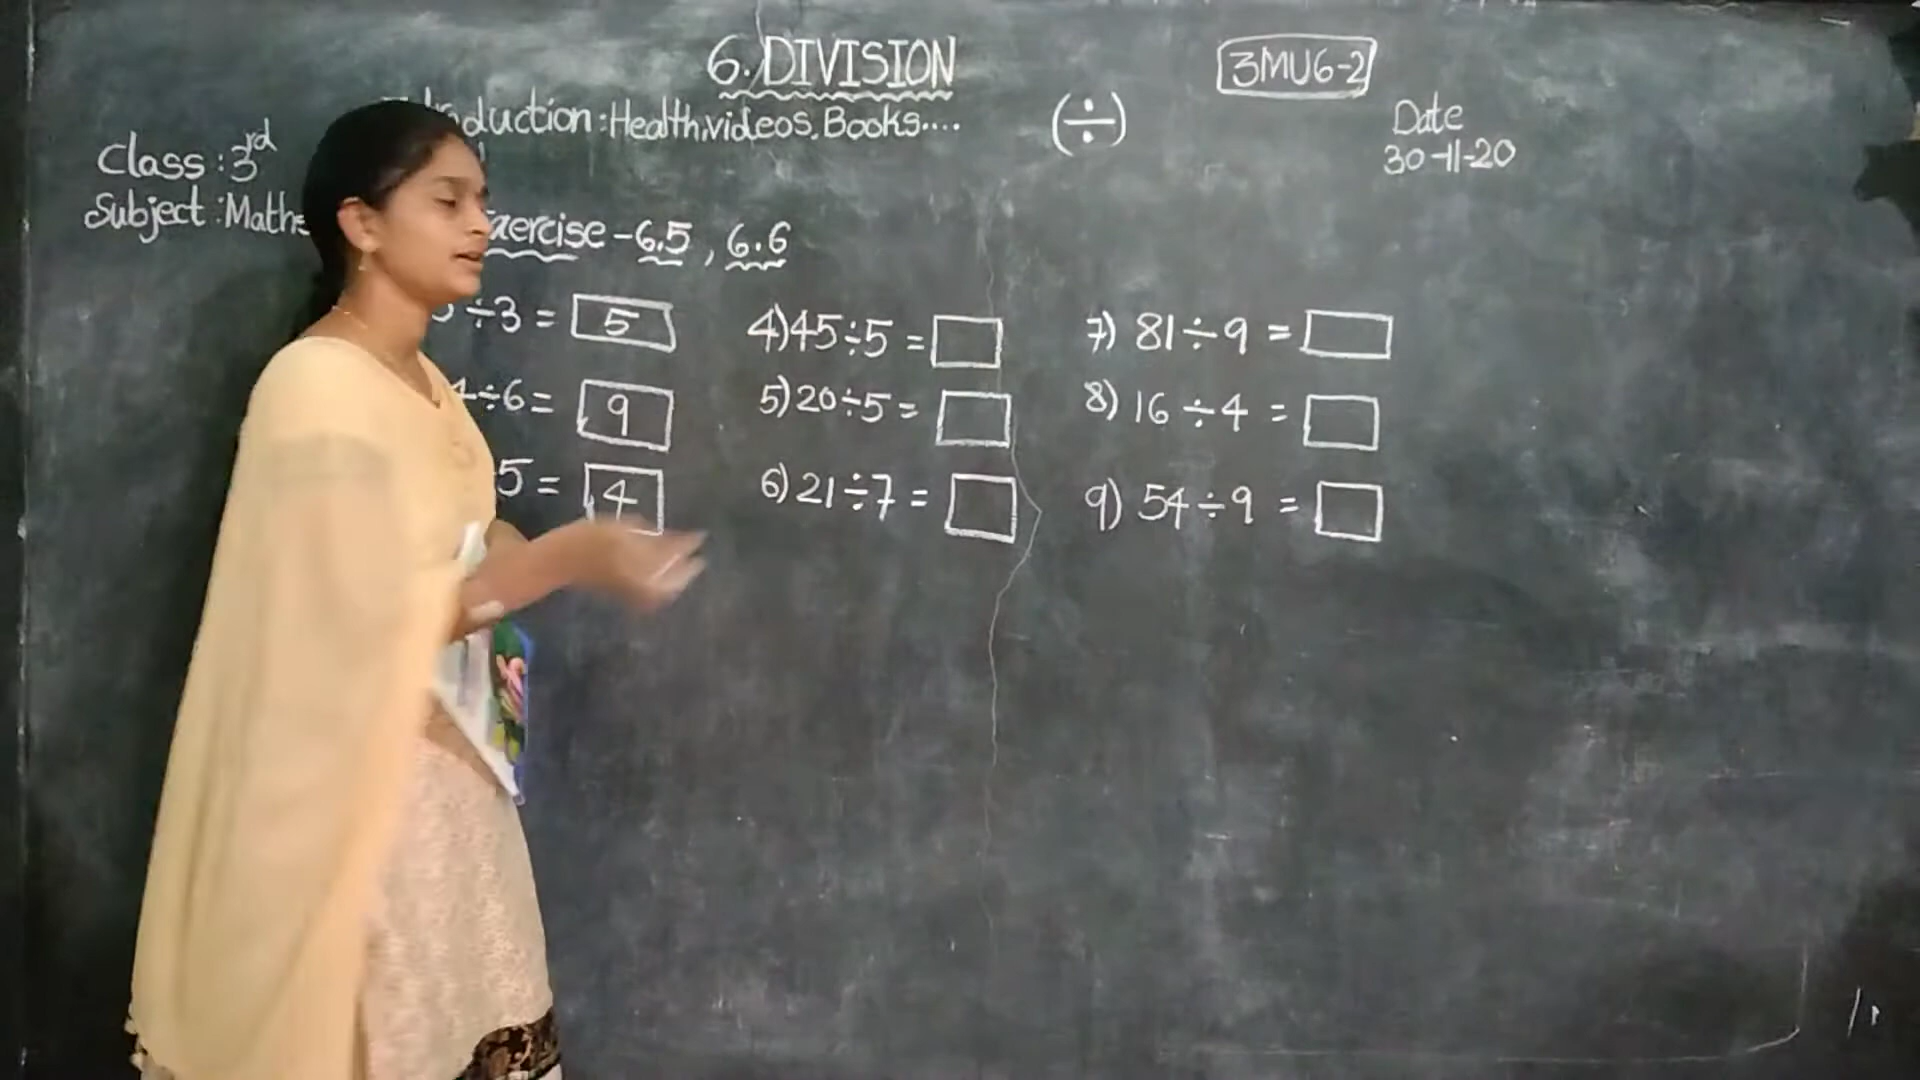 6. DIVISION
3MU6-2
duction: Health, videos, Books....
(÷)
Date
30-11-20
Class: 3rd
Subject: Maths
Exercise - 6.5, 6.6
÷3 = 5
4) 45÷5 =
7) 81÷9 =
÷6 = 9
5) 20÷5 =
8) 16÷4 =
5 = 4
6) 21÷7 =
9) 54÷9 =